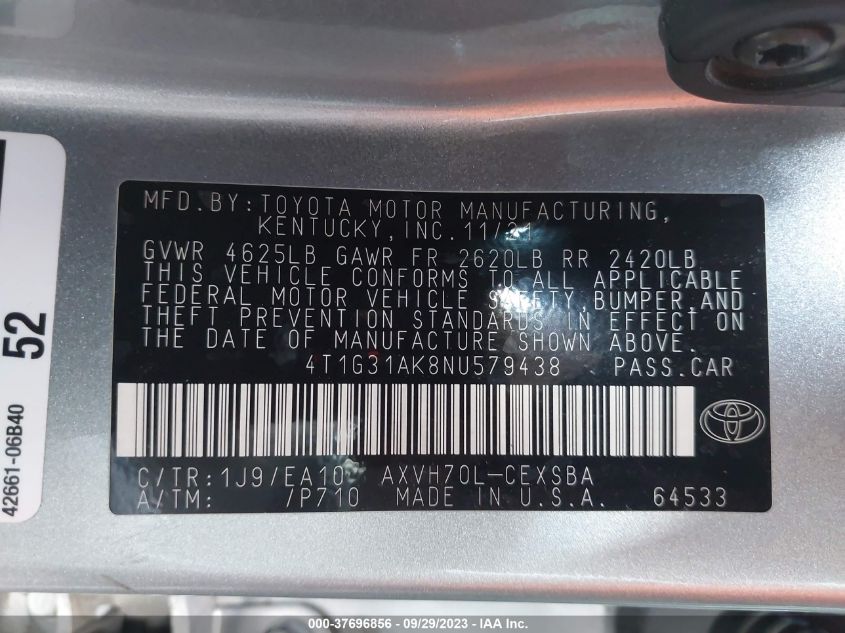 MFD.BY:TOYOTA MOTOR MANUFACTURING,
KENTUCKY,INC.11/21
GVWR 4625LB GAWR FR 2620LB RR 2420LB
THIS VEHICLE CONFORMS TO ALL APPLICABLE
FEDERAL MOTOR VEHICLE SAFETY,BUMPER,AND
THEFT PREVENTION STANDARDS IN EFFECT ON
THE DATE OF MANUFACTURE SHOWN ABOVE.
4T1G31AK8NU579438 PASS.CAR
C/TR:1J9/EA10 AXVHZOL-CEXSBA
A/TM: /P710 MADE IN U.S.A. 64533
52
42661-06B40
000-37696856 - 09/29/2023 - IAA Inc.